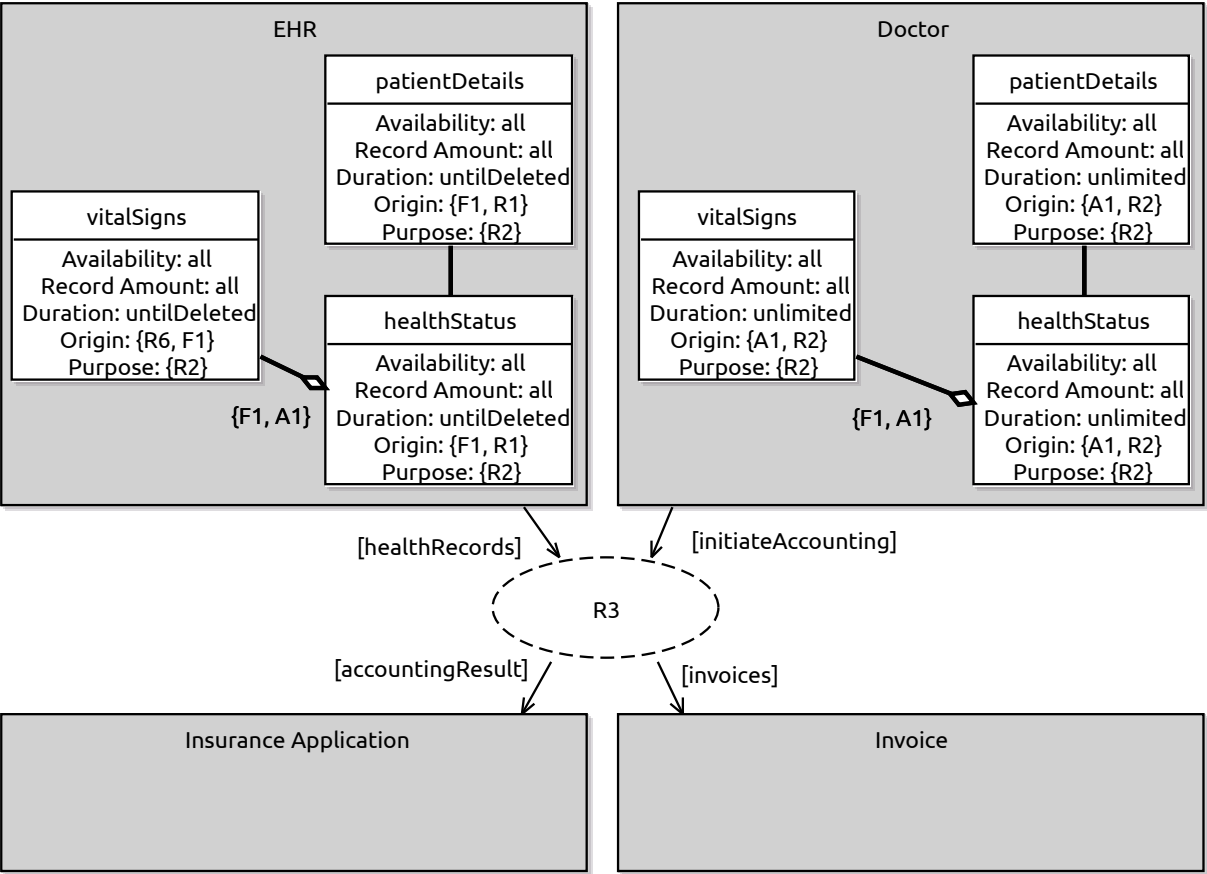 EHR
patientDetails
Availability: all
Record Amount: all
Duration: untilDeleted
Origin: {F1, R1}
Purpose: {R2}
vitalSigns
Availability: all
Record Amount: all
Duration: untilDeleted
Origin: {R6, F1}
Purpose: {R2}
healthStatus
Availability: all
Record Amount: all
Duration: untilDeleted
Origin: {F1, R1}
Purpose: {R2}
{F1, A1}
Doctor
patientDetails
Availability: all
Record Amount: all
Duration: unlimited
Origin: {A1, R2}
Purpose: {R2}
vitalSigns
Availability: all
Record Amount: all
Duration: unlimited
Origin: {A1, R2}
Purpose: {R2}
healthStatus
Availability: all
Record Amount: all
Duration: unlimited
Origin: {A1, R2}
Purpose: {R2}
{F1, A1}
[healthRecords]
[initiateAccounting]
R3
[accountingResult]
[invoices]
Insurance Application
Invoice